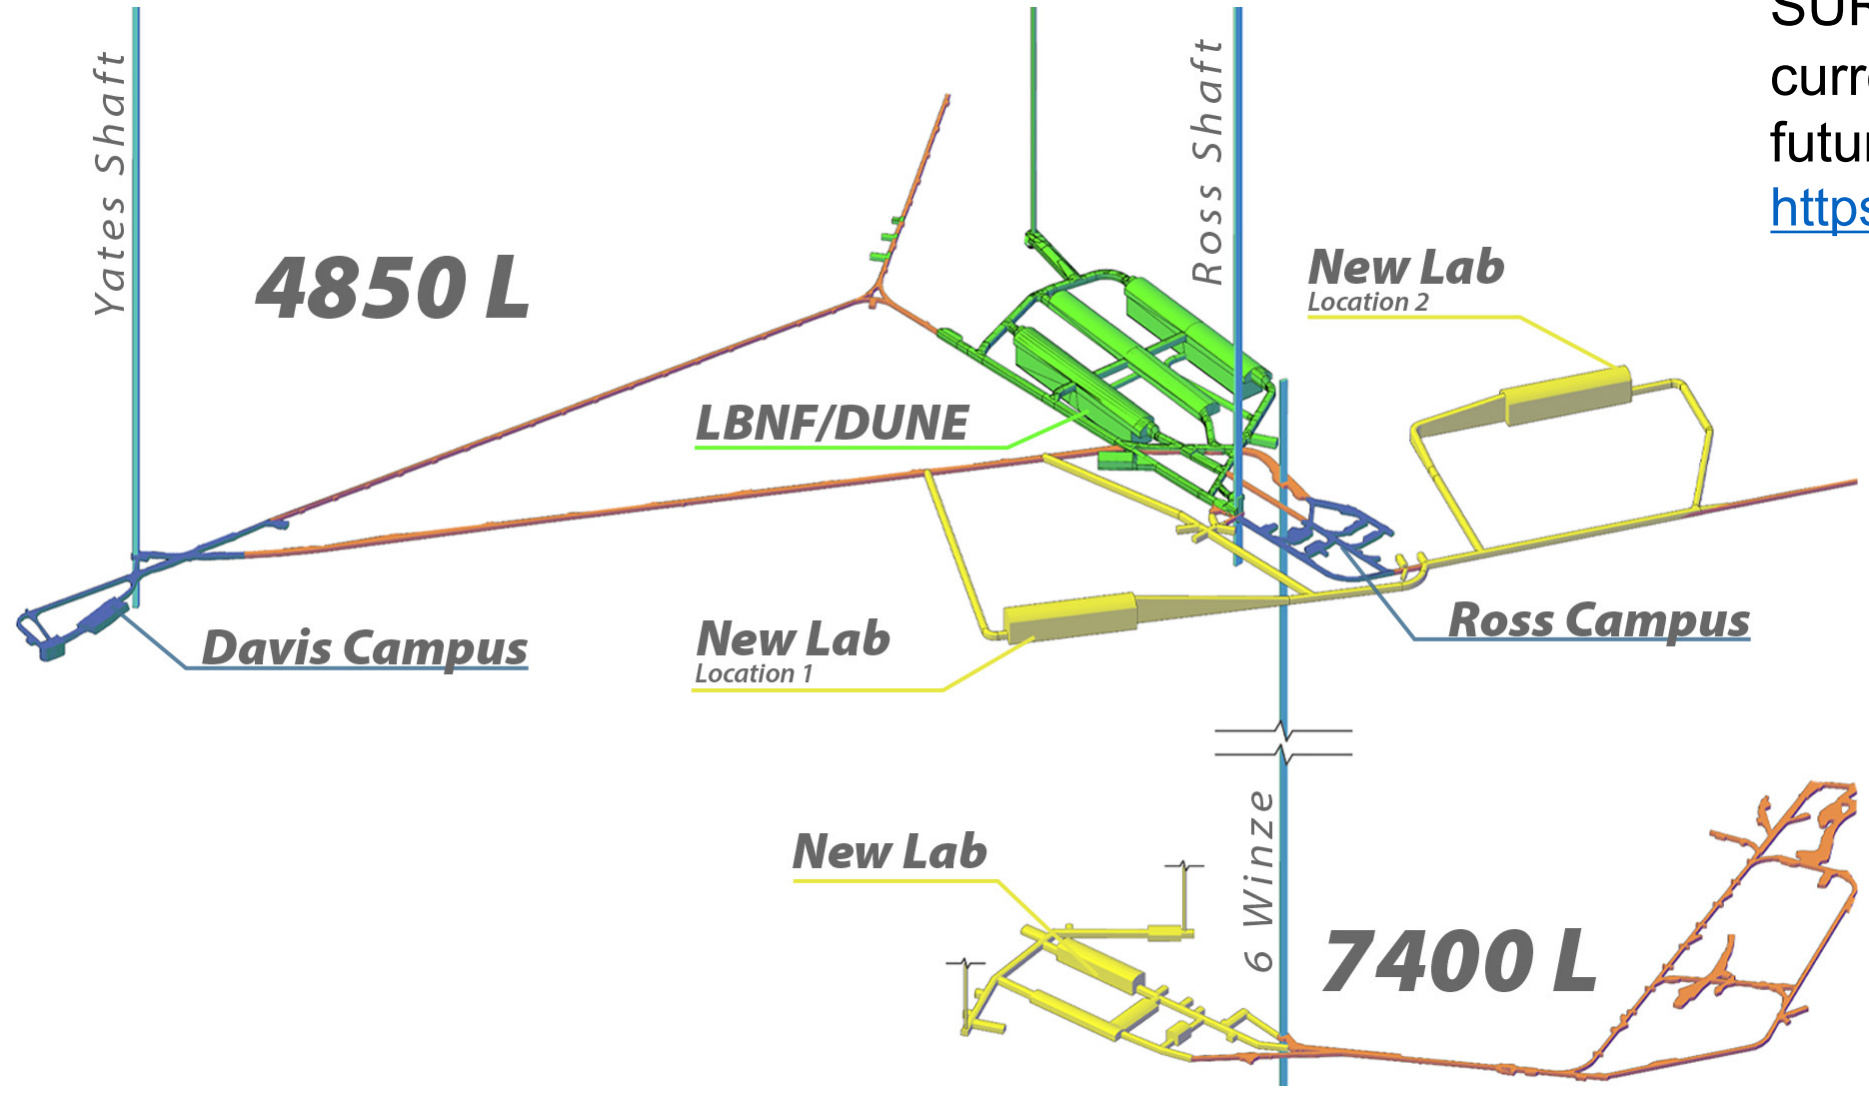 Yates Shaft
4850 L
Ross Shaft
New Lab
Location 2
LBNF/DUNE
Davis Campus
New Lab
Location 1
Ross Campus
New Lab
6 Winze
7400 L
https